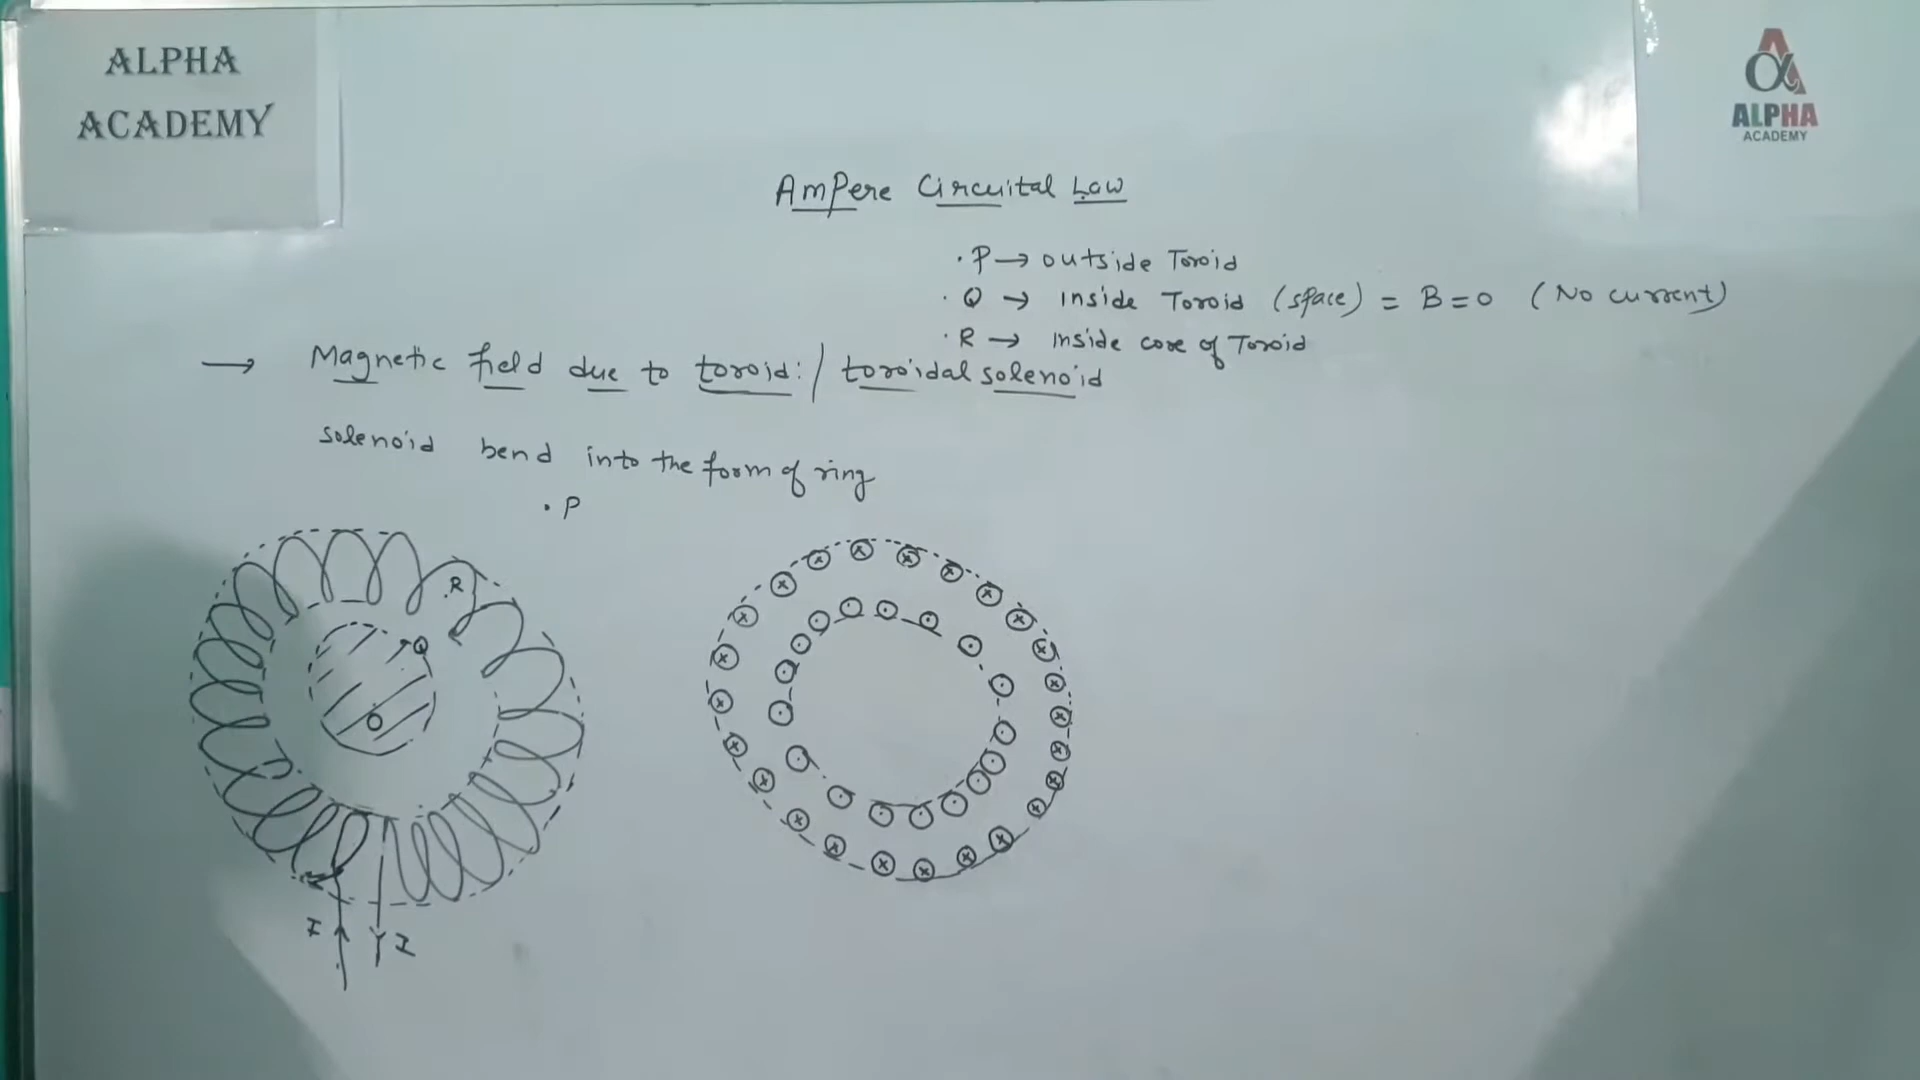 ALPHA
ACADEMY
ALPHA
ACADEMY
Ampere Circuital Law
. P → outside Toroid
. Q → inside Toroid (space) = B=0 (No current)
. R → inside core of Toroid
→ Magnetic field due to toroid: / toroidal solenoid
solenoid bend into the form of ring
. P
.R
Q
O
I I